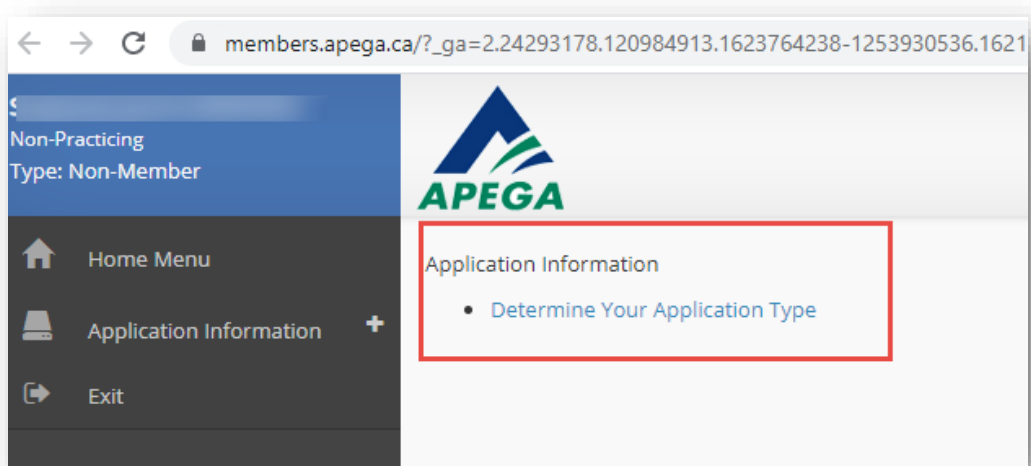 members.apega.ca/?_ga=2.24293178.120984913.1623764238-1253930536.1621
Non-Practicing
Type: Non-Member
APEGA
Home Menu
Application Information
Application Information
Determine Your Application Type
Exit